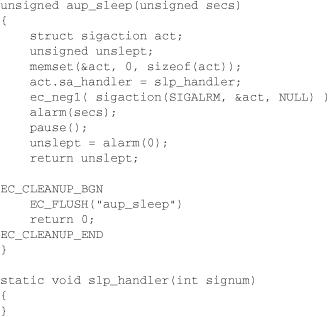 unsigned aup_sleep(unsigned secs)
{
    struct sigaction act;
    unsigned unslept;
    memset(&act, 0, sizeof(act));
    act.sa_handler = slp_handler;
    ec_neg1( sigaction(SIGALRM, &act, NULL) )
    alarm(secs);
    pause();
    unslept = alarm(0);
    return unslept;

EC_CLEANUP_BGN
    EC_FLUSH("aup_sleep")
    return 0;
EC_CLEANUP_END
}

static void slp_handler(int signum)
{
}